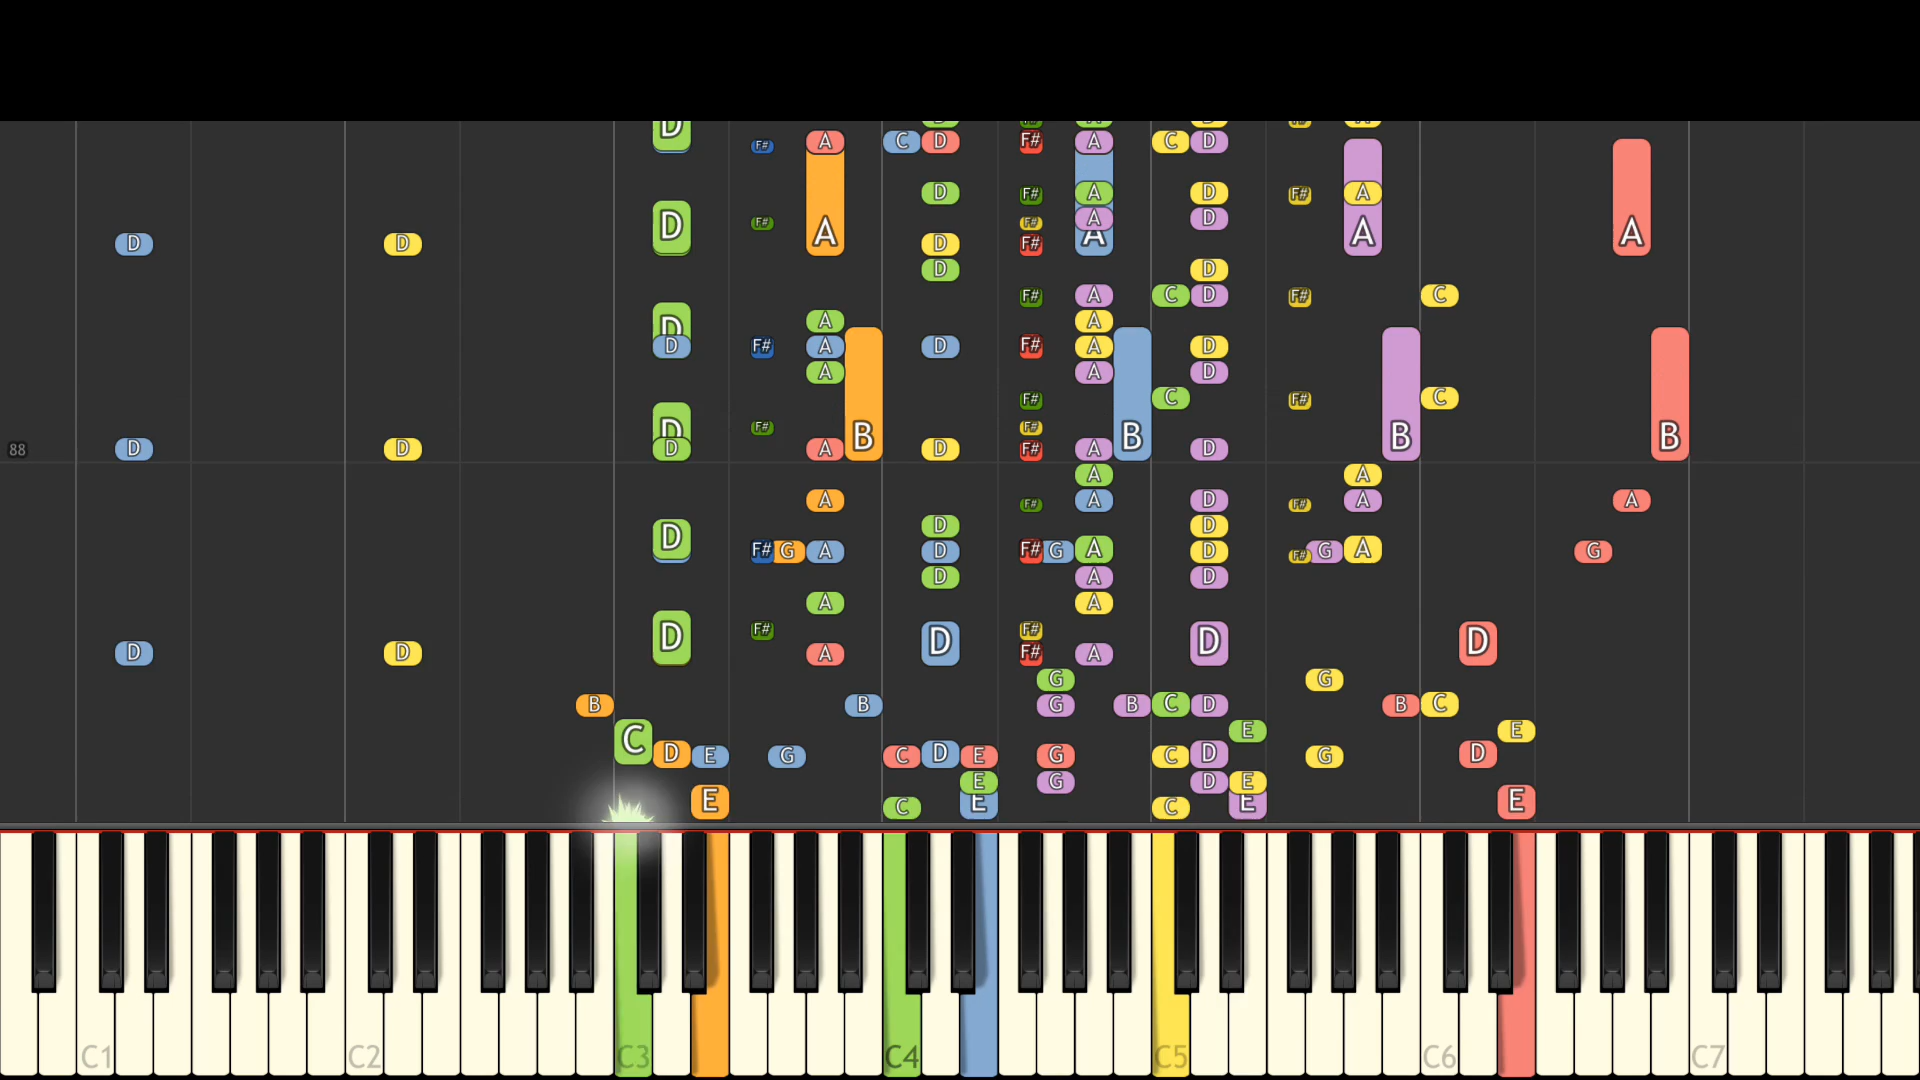 D
F# A C D F# A C D
D F# A D F# A
D F# A D F# A A D A A
D D D F# F# D
D D
F# A C D F# C
A A
D F# A D F# A D
A A D
F# C F# C
D F# B F# B B B
88 D D D A D F# A D
A A
A F# A D F# A A
D D D
F# G A D F# G A D F# G A G
D A D
A A
D F# D F# D D
D D A F# A
G G
B B G B C D B C
C E E
D E G C D E G C D G D
E G D E
E C E C E E
C1 C2 C3 C4 C5 C6 C7